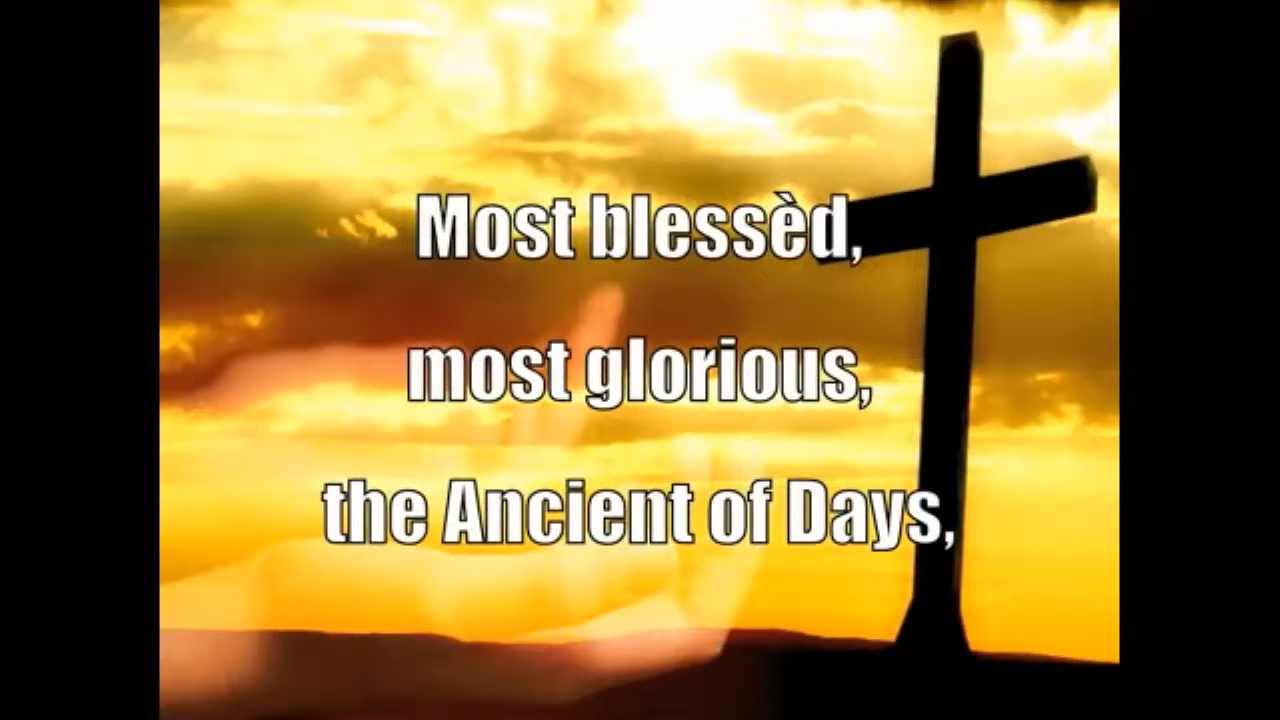 Most blessèd,
most glorious,
the Ancient of Days,